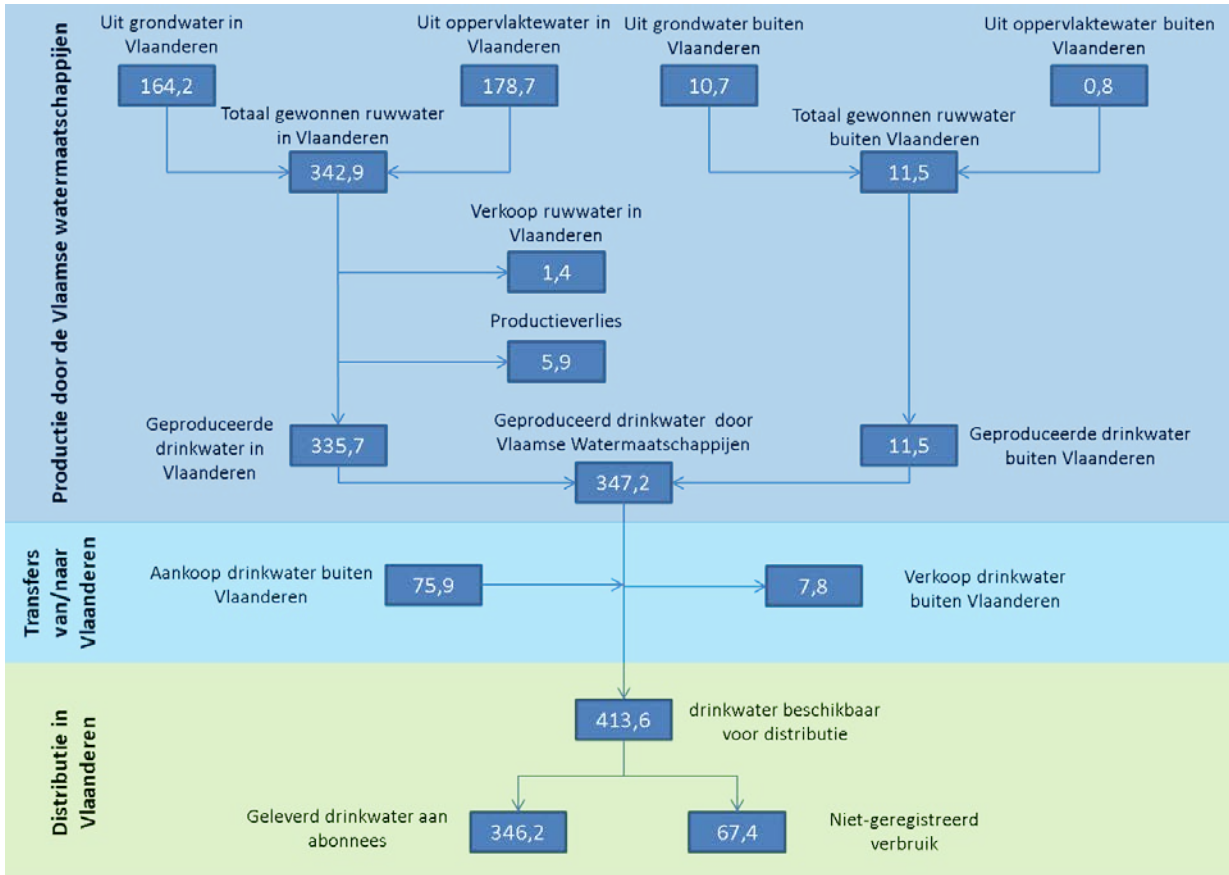 Productie door de Vlaamse watermaatschappijen
Uit grondwater in
Vlaanderen
164,2
Uit oppervlaktewater in
Vlaanderen
178,7
Uit grondwater buiten
Vlaanderen
10,7
Uit oppervlaktewater buiten
Vlaanderen
0,8
Totaal gewonnen ruwwater
in Vlaanderen
342,9
Totaal gewonnen ruwwater
buiten Vlaanderen
11,5
Verkoop ruwwater in
Vlaanderen
1,4
Productieverlies
5,9
Geproduceerde
drinkwater in
Vlaanderen
335,7
Geproduceerd drinkwater door
Vlaamse Watermaatschappijen
347,2
11,5
Geproduceerde drinkwater
buiten Vlaanderen
Transfers
van/naar
Vlaanderen
Aankoop drinkwater buiten
Vlaanderen
75,9
7,8
Verkoop drinkwater
buiten Vlaanderen
Distributie in
Vlaanderen
413,6
drinkwater beschikbaar
voor distributie
Geleverd drinkwater aan
abonnees
346,2
67,4
Niet-geregistreerd
verbruik